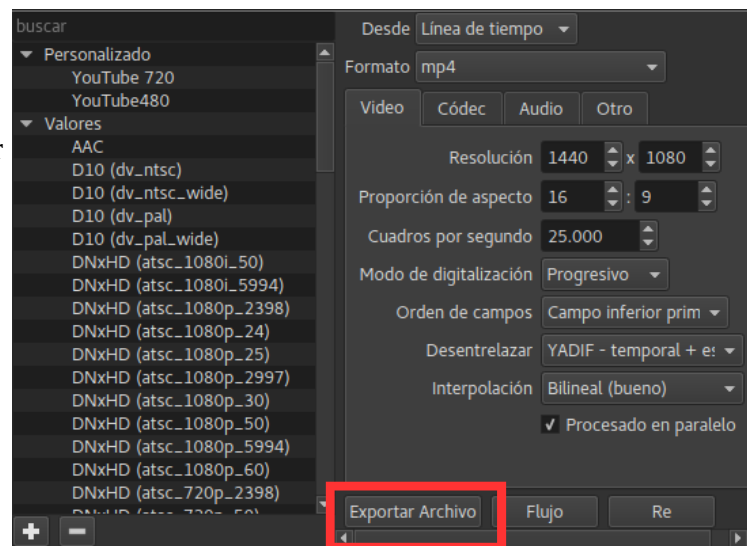 buscar
Personalizado
YouTube 720
YouTube480
Valores
AAC
D10 (dv_ntsc)
D10 (dv_ntsc_wide)
D10 (dv_pal)
D10 (dv_pal_wide)
DNxHD (atsc_1080i_50)
DNxHD (atsc_1080i_5994)
DNxHD (atsc_1080p_2398)
DNxHD (atsc_1080p_24)
DNxHD (atsc_1080p_25)
DNxHD (atsc_1080p_2997)
DNxHD (atsc_1080p_30)
DNxHD (atsc_1080p_50)
DNxHD (atsc_1080p_5994)
DNxHD (atsc_1080p_60)
DNxHD (atsc_720p_2398)
DNxHD (atsc_720p_50)
Desde Línea de tiempo
Formato mp4
Video Códec Audio Otro
Resolución 1440 x 1080
Proporción de aspecto 16 : 9
Cuadros por segundo 25.000
Modo de digitalización Progresivo
Orden de campos Campo inferior prim
Desentrelazar YADIF - temporal + es
Interpolación Bilineal (bueno)
Procesado en paralelo
Exportar Archivo Flujo Re